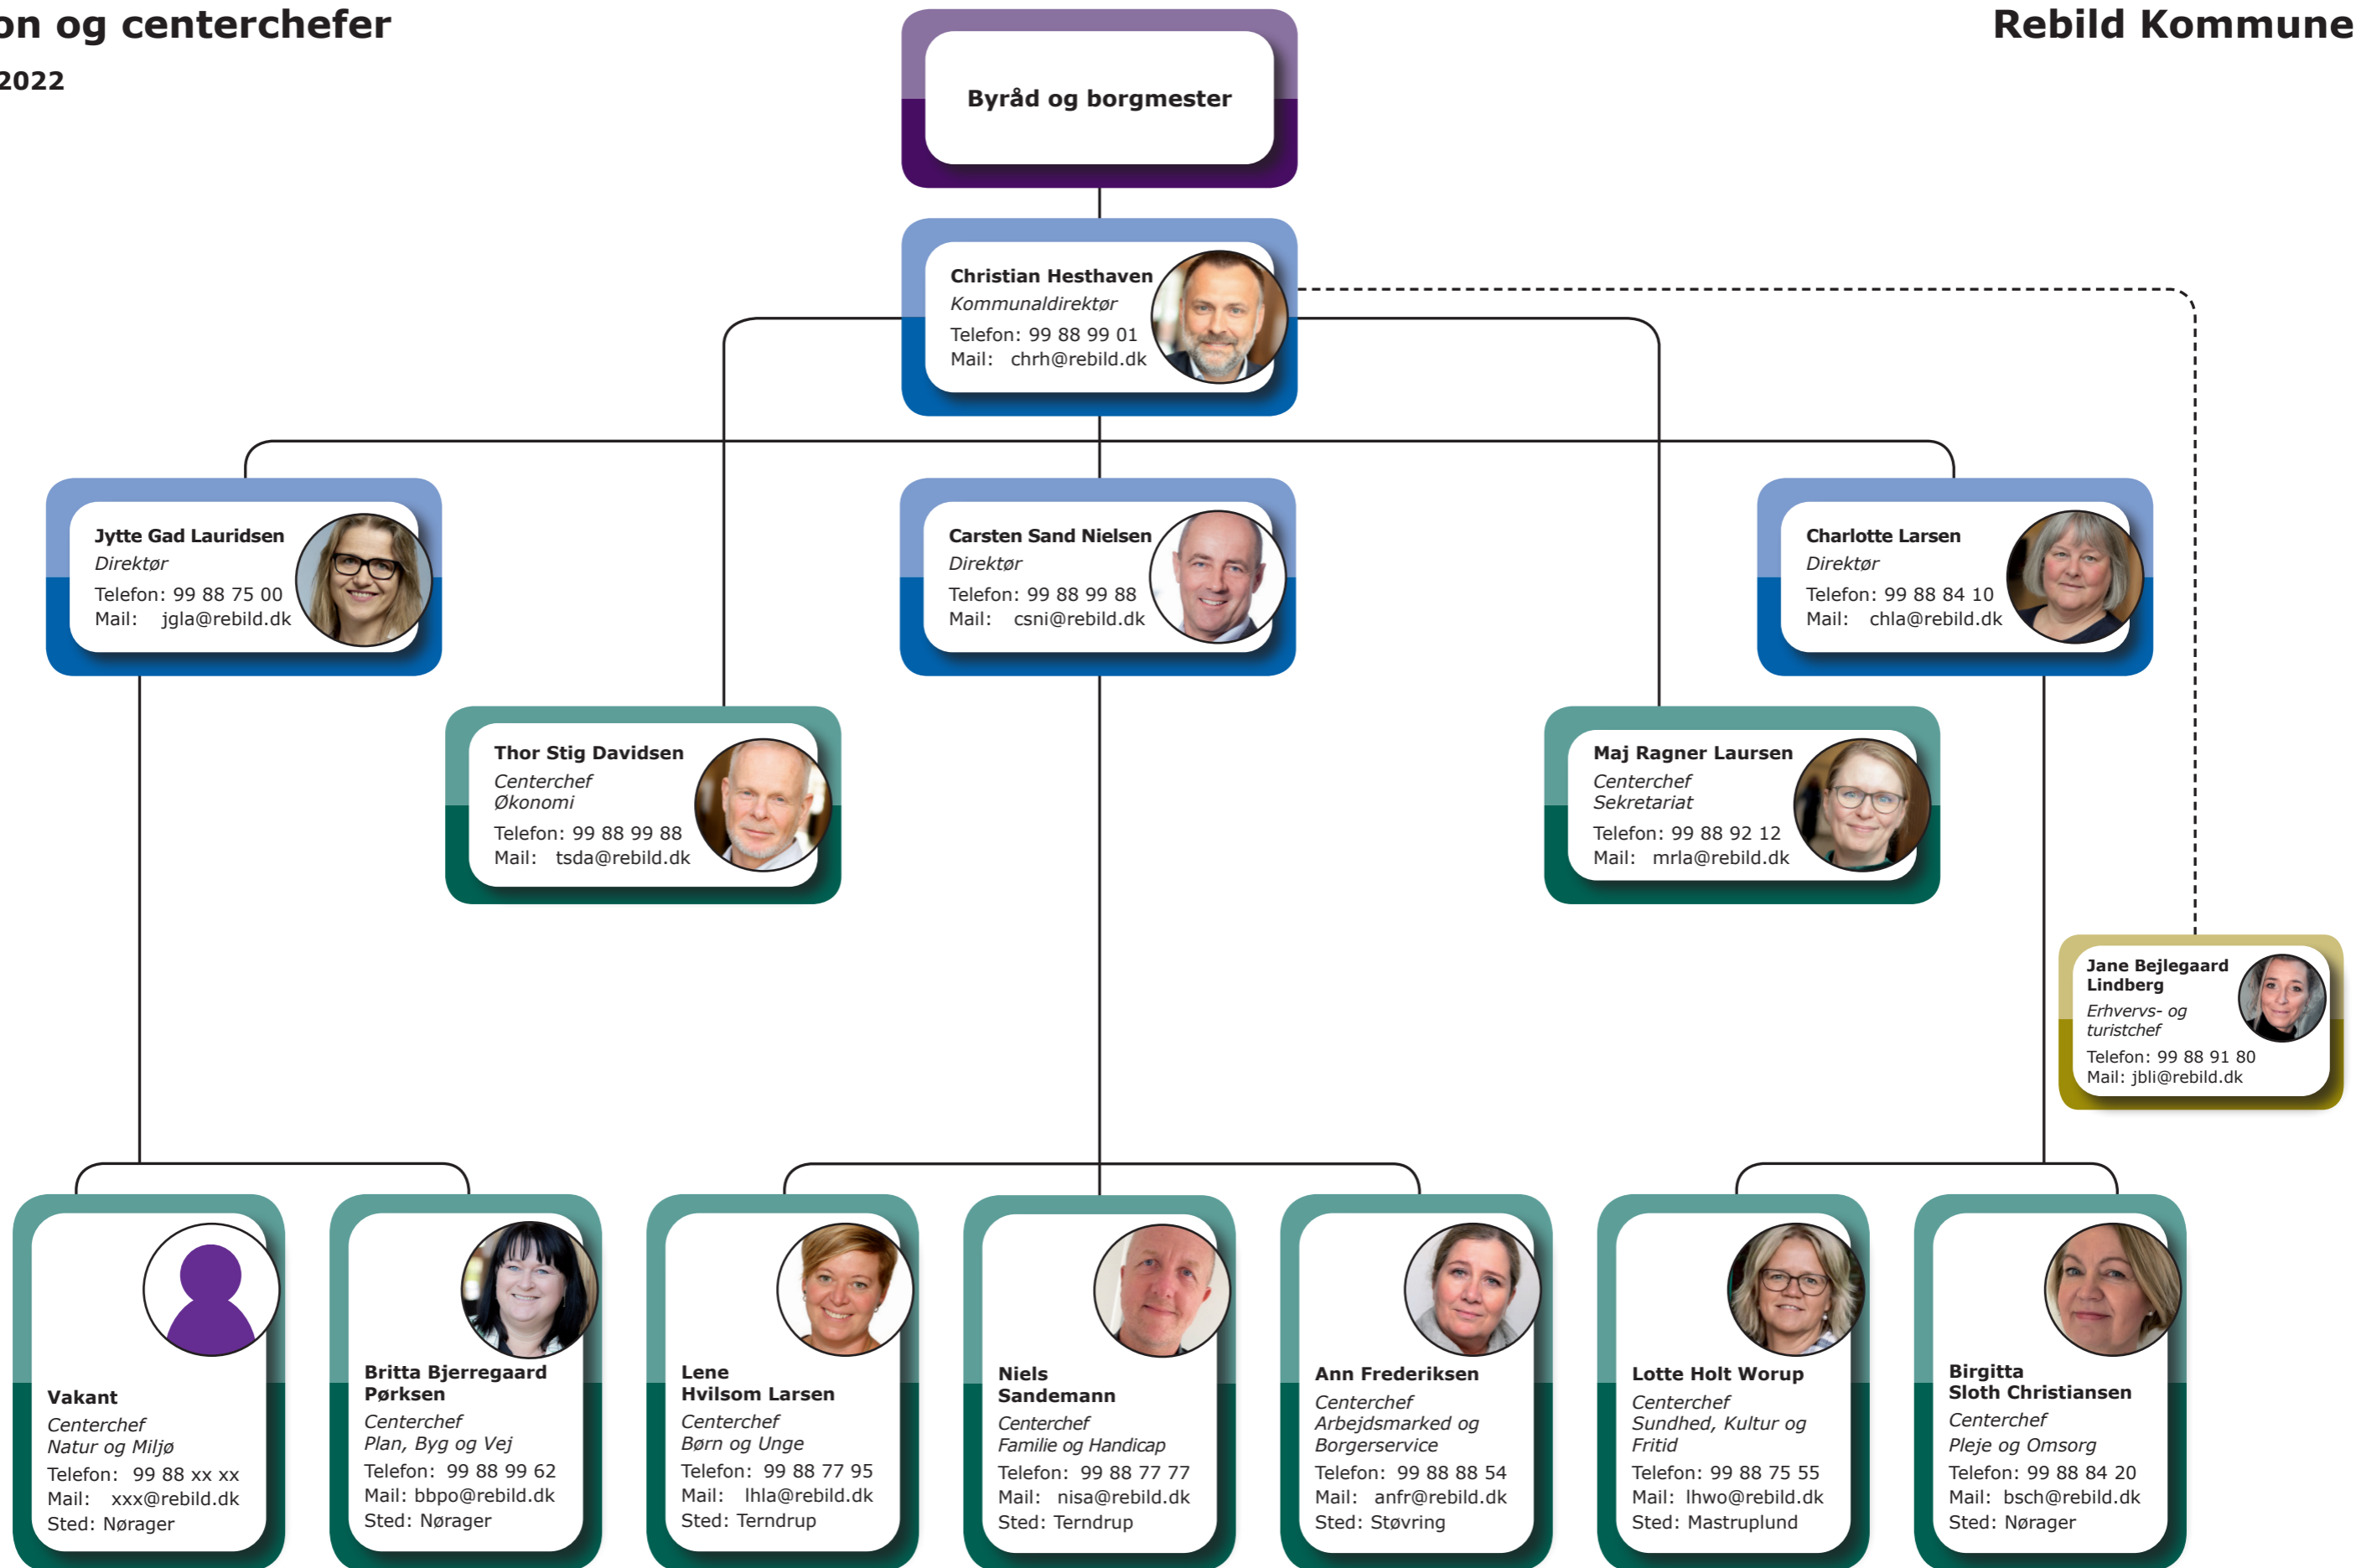 on og centerchefer
Rebild Kommune
2022
Byråd og borgmester
Christian Hesthaven
Kommunaldirektør
Telefon: 99 88 99 01
Mail: chrh@rebild.dk
Jytte Gad Lauridsen
Direktør
Telefon: 99 88 75 00
Mail: jgla@rebild.dk
Carsten Sand Nielsen
Direktør
Telefon: 99 88 99 88
Mail: csni@rebild.dk
Charlotte Larsen
Direktør
Telefon: 99 88 84 10
Mail: chla@rebild.dk
Thor Stig Davidsen
Centerchef
Økonomi
Telefon: 99 88 99 88
Mail: tsda@rebild.dk
Maj Ragner Laursen
Centerchef
Sekretariat
Telefon: 99 88 92 12
Mail: mrla@rebild.dk
Jane Bejlegaard
Lindberg
Erhvervs- og
turistchef
Telefon: 99 88 91 80
Mail: jbli@rebild.dk
Vakant
Centerchef
Natur og Miljø
Telefon: 99 88 xx xx
Mail: xxx@rebild.dk
Sted: Nørager
Britta Bjerregaard
Pørksen
Centerchef
Plan, Byg og Vej
Telefon: 99 88 99 62
Mail: bbpo@rebild.dk
Sted: Nørager
Lene
Hvilsom Larsen
Centerchef
Børn og Unge
Telefon: 99 88 77 95
Mail: lhla@rebild.dk
Sted: Terndrup
Niels
Sandemann
Centerchef
Familie og Handicap
Telefon: 99 88 77 77
Mail: nisa@rebild.dk
Sted: Terndrup
Ann Frederiksen
Centerchef
Arbejdsmarked og
Borgerservice
Telefon: 99 88 88 54
Mail: anfr@rebild.dk
Sted: Støvring
Lotte Holt Worup
Centerchef
Sundhed, Kultur og
Fritid
Telefon: 99 88 75 55
Mail: lhwo@rebild.dk
Sted: Mastruplund
Birgitta
Sloth Christiansen
Centerchef
Pleje og Omsorg
Telefon: 99 88 84 20
Mail: bsch@rebild.dk
Sted: Nørager